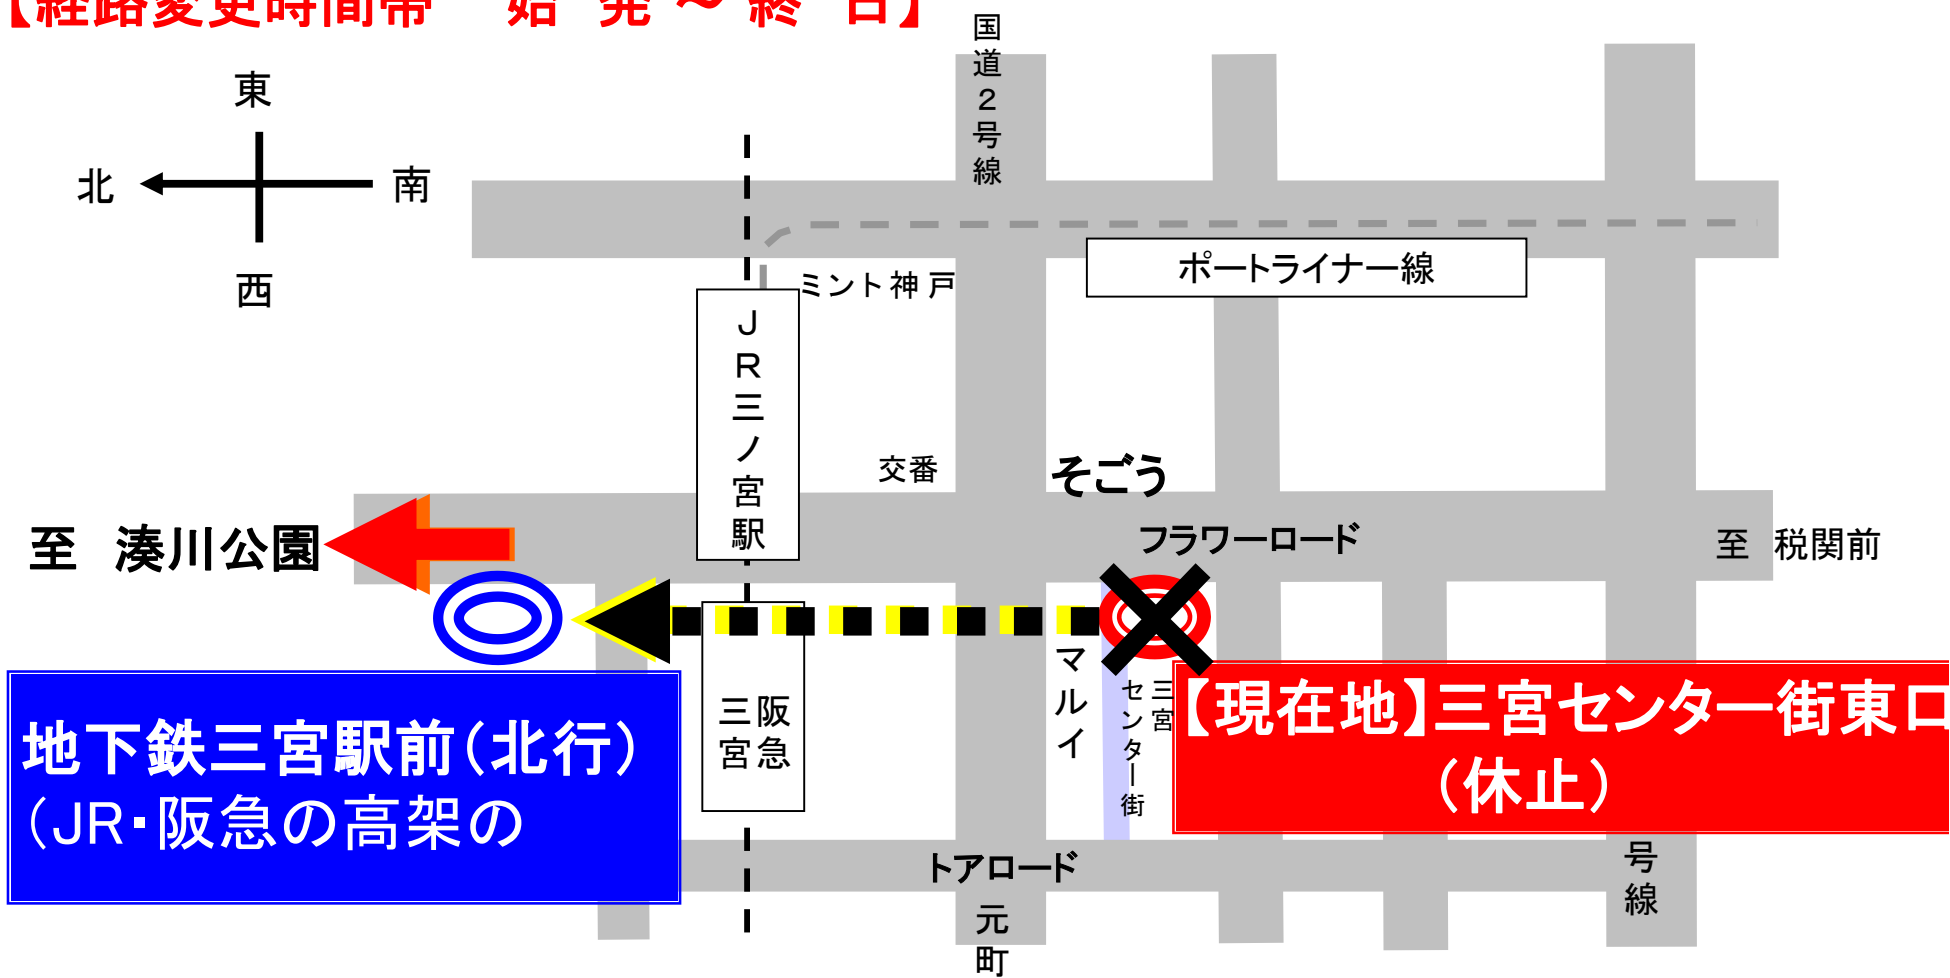 【経路変更時間帯　始　発～終　日】
国道２号線
東
北
南
西
ポートライナー線
ミント神戸
ＪＲ三ノ宮駅
交番
そごう
フラワーロード
至　湊川公園
至　税関前
マルイ
三宮
センター街
阪急
三宮
【現在地】三宮センター街東口
（休止）
地下鉄三宮駅前（北行）
（JR・阪急の高架の
トアロード
元町
号線